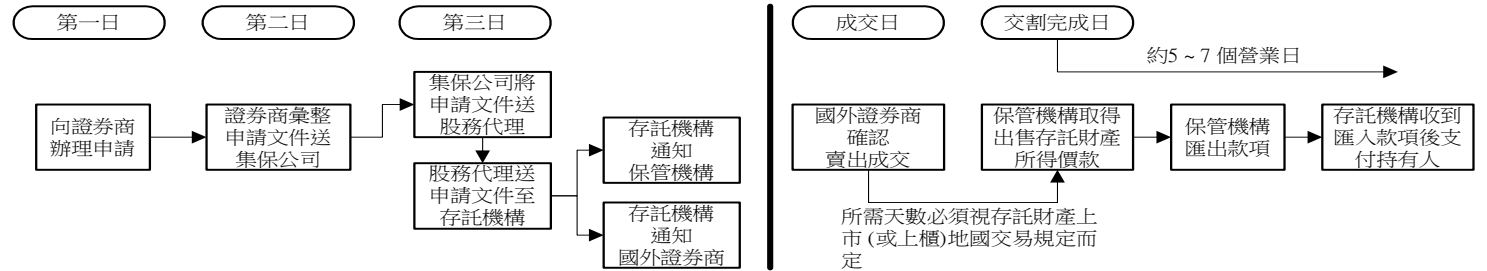 第一日
第二日
第三日
成交日
交割完成日
約5 ~ 7 個營業日
向證券商
辦理申請
證券商彙整
申請文件送
集保公司
集保公司將
申請文件送
股務代理
股務代理送
申請文件至
存託機構
存託機構
通知
保管機構
存託機構
通知
國外證券商
國外證券商
確認
賣出成交
保管機構取得
出售存託財產
所得價款
保管機構
匯出款項
存託機構收到
匯入款項後支
付持有人
所需天數必須視存託財產上
市 (或上櫃)地國交易規定而
定